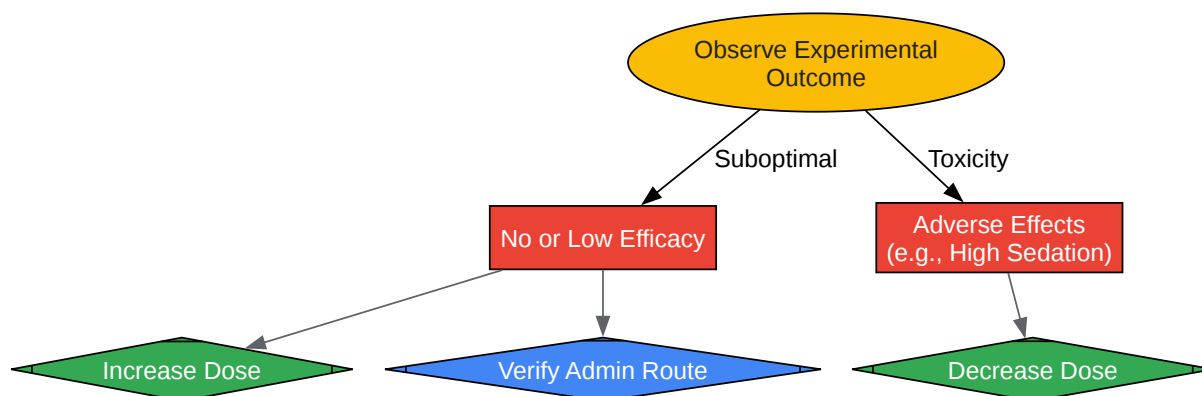 Observe Experimental
Outcome
Suboptimal
Toxicity
No or Low Efficacy
Adverse Effects
(e.g., High Sedation)
Increase Dose
Verify Admin Route
Decrease Dose